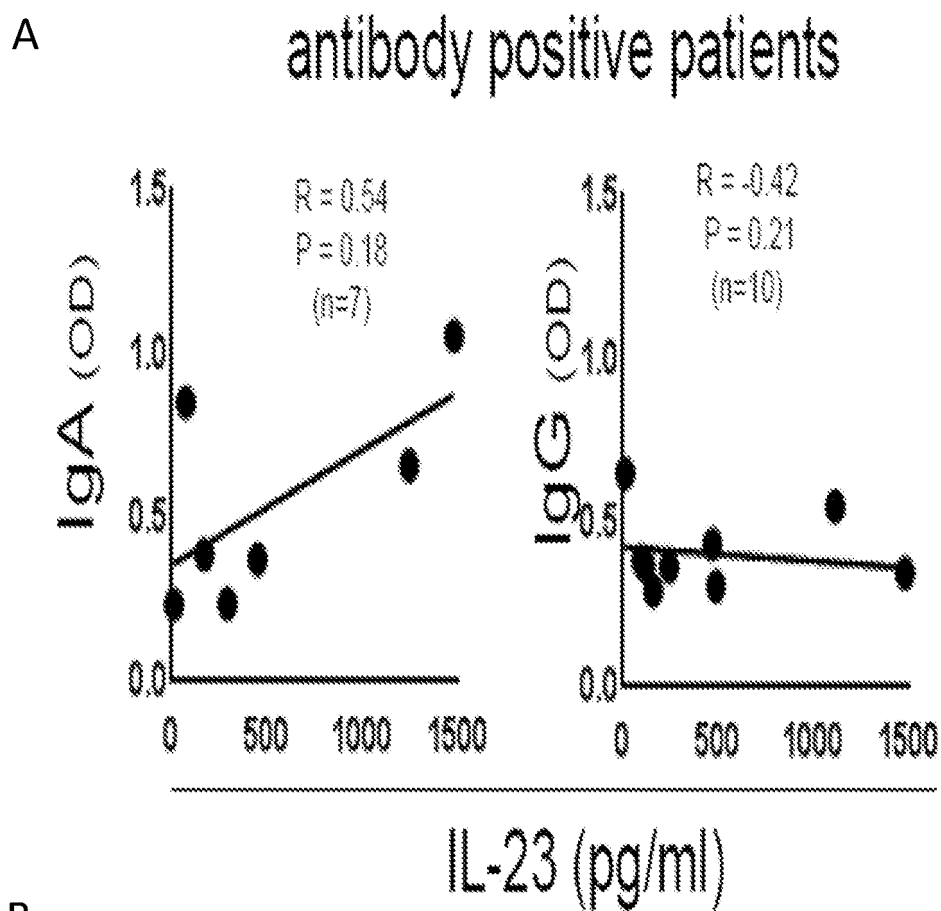 A
antibody positive patients
R = 0.54
P = 0.18
(n=7)
IgA (OD)
1.5
1.0
0.5
0.0
0 500 1000 1500
R = -0.42
P = 0.21
(n=10)
IgG (OD)
1.5
1.0
0.5
0.0
0 500 1000 1500
IL-23 (pg/ml)